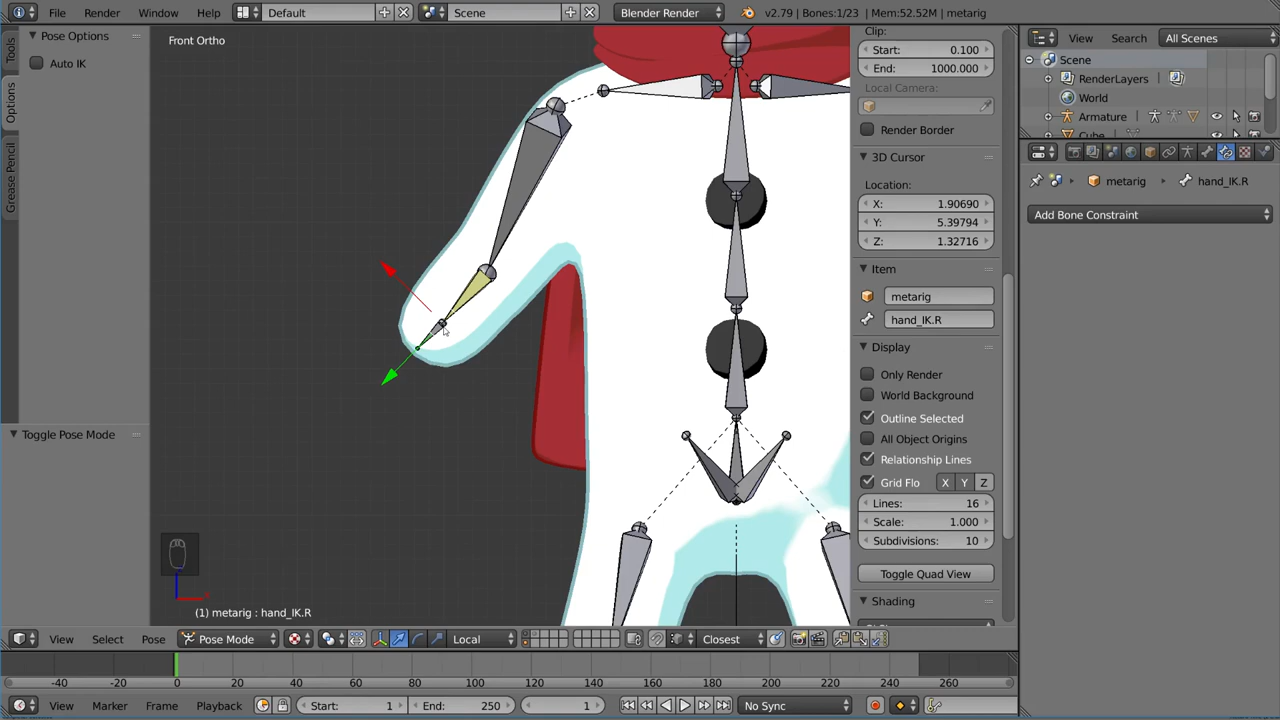 File Render Window Help Default Scene Blender Render v2.79 | Bones:1/23 | Mem:52.52M | metarig
Tools
Options
Grease Pencil
Pose Options
Auto IK
Toggle Pose Mode
Front Ortho
(1) metarig : hand_IK.R
Clip:
Start: 0.100
End: 1000.000
Local Camera:
Render Border
3D Cursor
Location:
X: 1.90690
Y: 5.39794
Z: 1.32716
Item
metarig
hand_IK.R
Display
Only Render
World Background
Outline Selected
All Object Origins
Relationship Lines
Grid Flo X Y Z
Lines: 16
Scale: 1.000
Subdivisions: 10
Toggle Quad View
Shading
View Search All Scenes
Scene
RenderLayers
World
Armature
Cube
metarig hand_IK.R
Add Bone Constraint
View Select Pose Pose Mode Local Closest
-40 -20 0 20 40 60 80 100 120 140 160 180 200 220 240 260
View Marker Frame Playback Start: 1 End: 250 1 No Sync